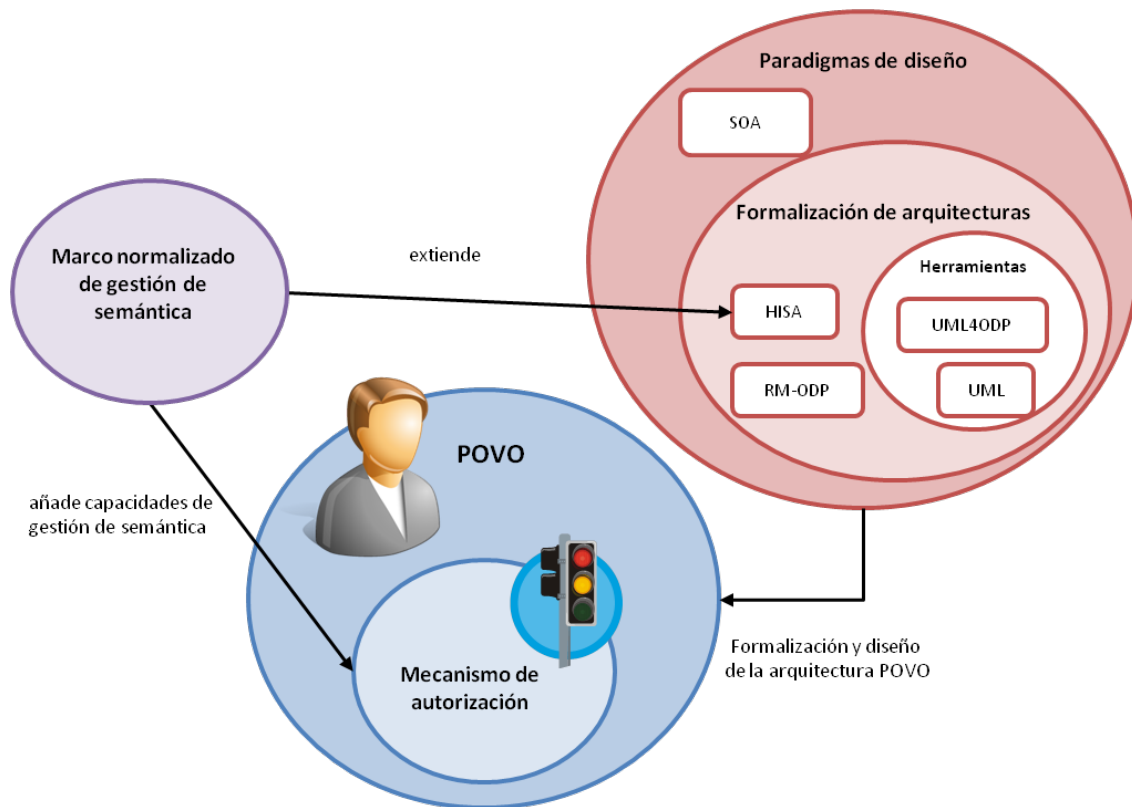 Paradigmas de diseño
SOA
Formalización de arquitecturas
Herramientas
HISA
UML4ODP
RM-ODP
UML
Marco normalizado
de gestión de
semántica
extiende
añade capacidades de
gestión de semántica
POVO
Mecanismo de
autorización
Formalización y diseño
de la arquitectura POVO